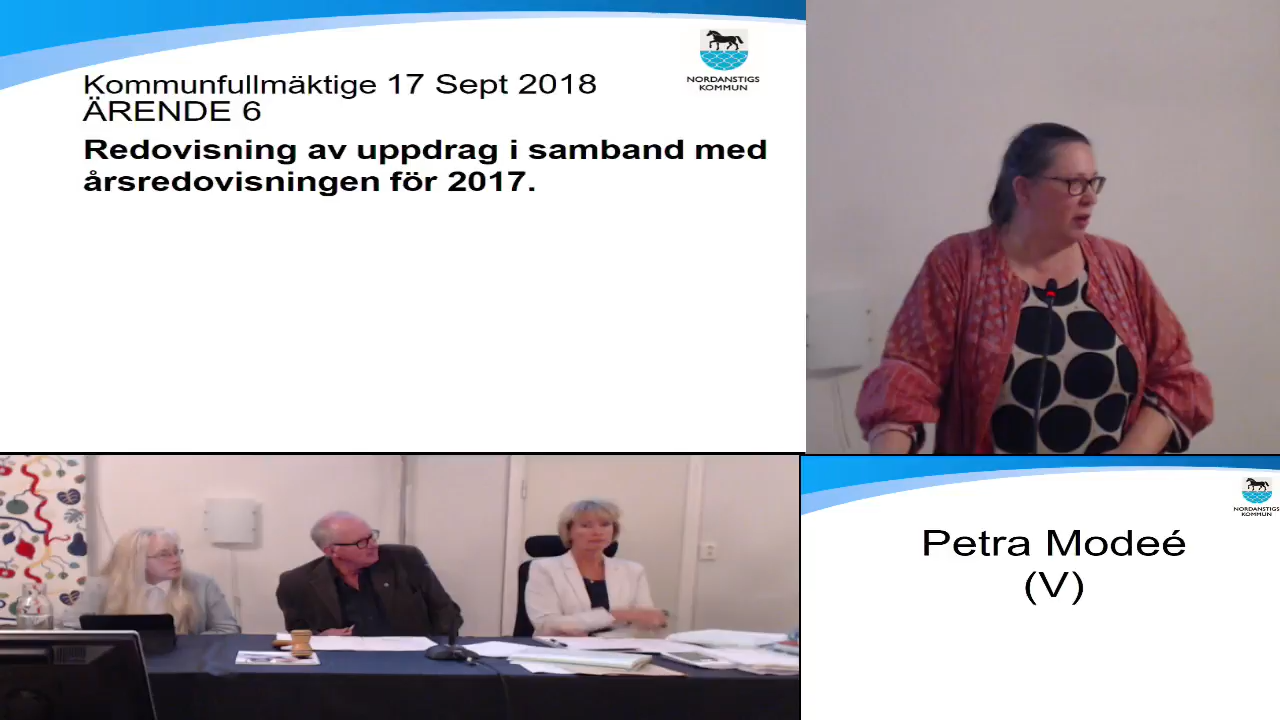 Kommunfullmäktige 17 Sept 2018
ÄRENDE 6
Redovisning av uppdrag i samband med
årsredovisningen för 2017.
NORDANSTIGS
KOMMUN
NORDANSTIGS
KOMMUN
Petra Modeé
(V)